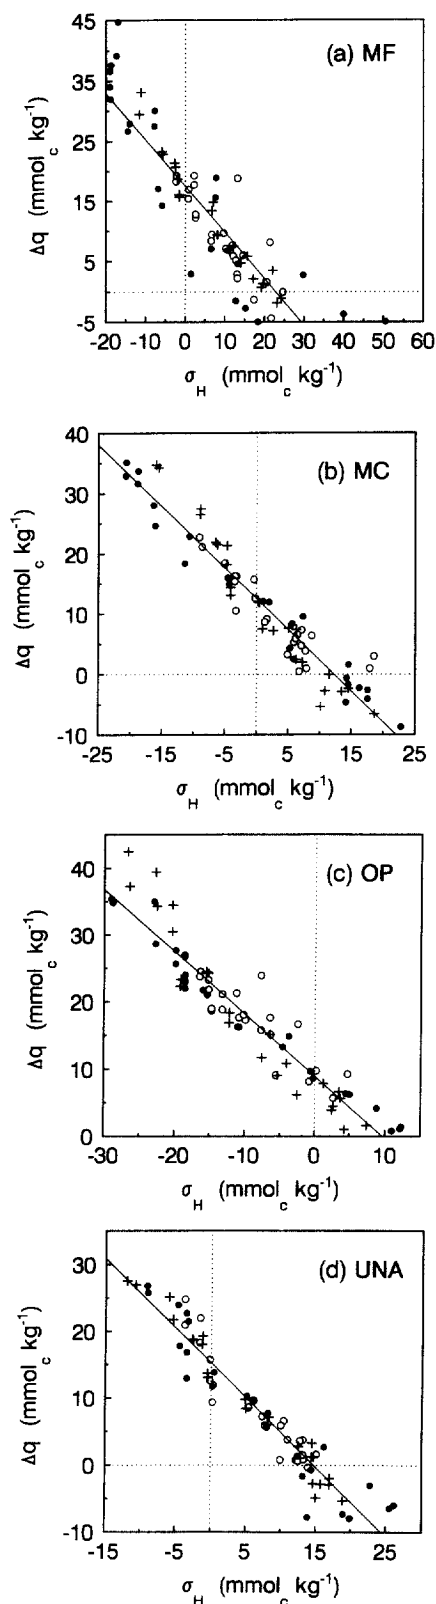 45
35
25
15
5
-5
(a) MF
Δq (mmol_c kg⁻¹)
-20 -10 0 10 20 30 40 50 60
σ_H (mmol_c kg⁻¹)
40
30
20
10
0
-10
(b) MC
Δq (mmol_c kg⁻¹)
-25 -15 -5 5 15 25
σ_H (mmol_c kg⁻¹)
40
30
20
10
0
(c) OP
Δq (mmol_c kg⁻¹)
-30 -20 -10 0 10
σ_H (mmol_c kg⁻¹)
30
20
10
0
-10
(d) UNA
Δq (mmol_c kg⁻¹)
-15 -5 5 15 25
σ_H (mmol_c kg⁻¹)